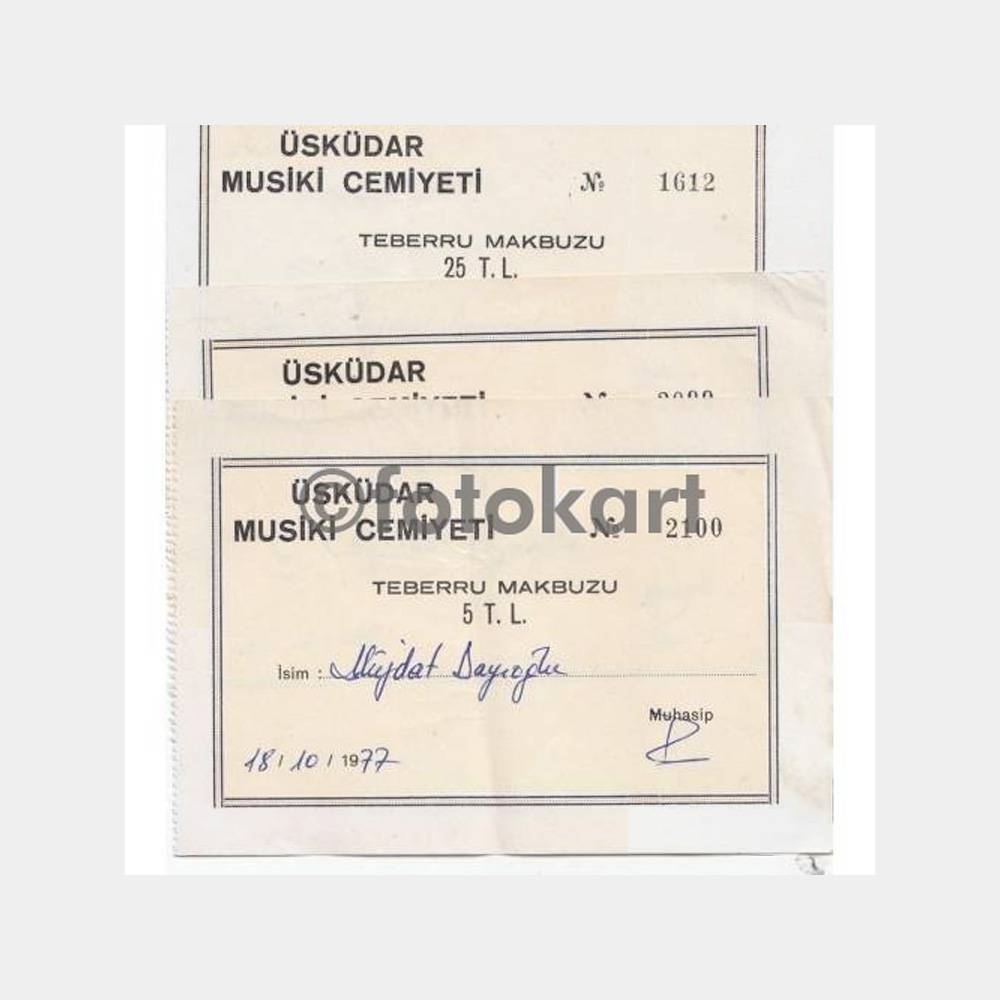 ÜSKÜDAR
MUSİKİ CEMİYETİ № 1612
TEBERRU MAKBUZU
25 T. L.
ÜSKÜDAR
©fotokart
ÜSKÜDAR
MUSİKİ CEMİYETİ № 2100
TEBERRU MAKBUZU
5 T. L.
İsim : Müjdat Dayıoğlu
Muhasip
18 / 10 / 1977